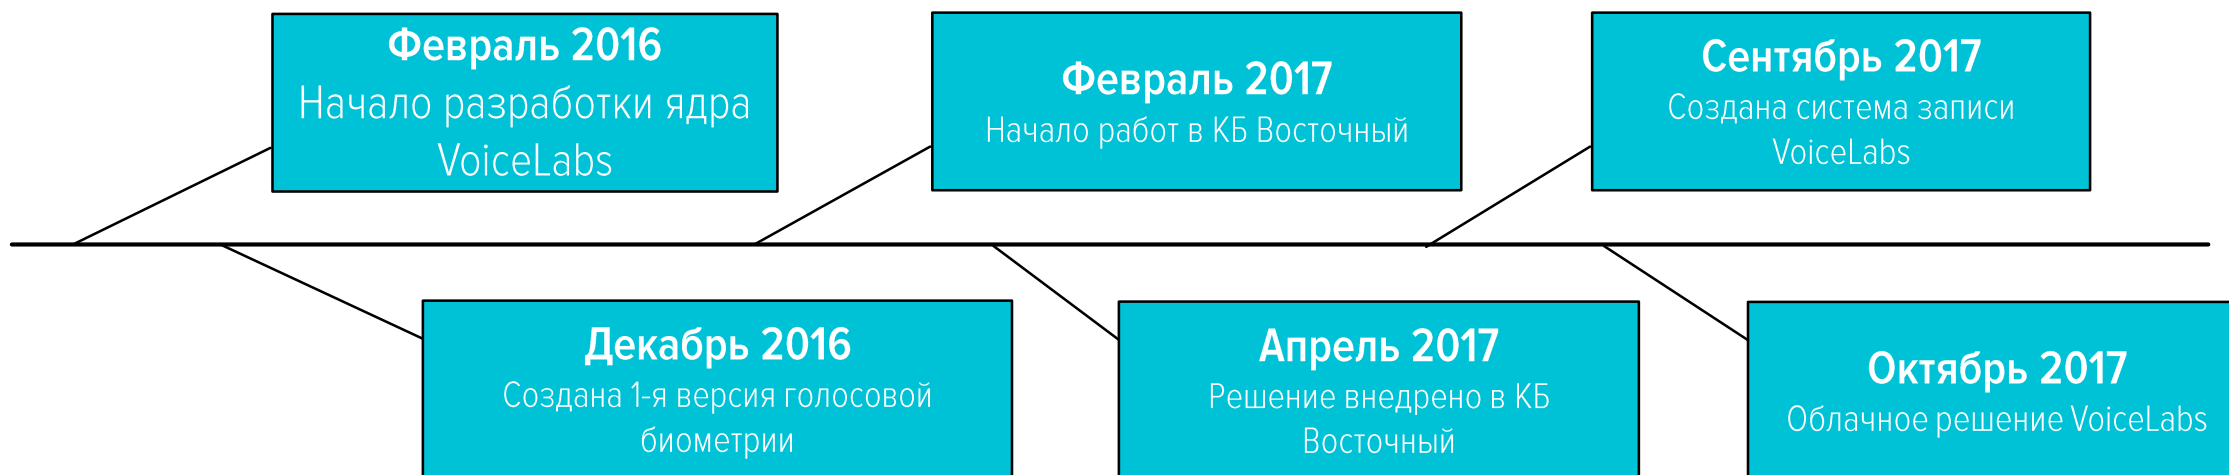 Февраль 2016
Начало разработки ядра
VoiceLabs
Февраль 2017
Начало работ в КБ Восточный
Сентябрь 2017
Создана система записи
VoiceLabs
Декабрь 2016
Создана 1-я версия голосовой
биометрии
Апрель 2017
Решение внедрено в КБ
Восточный
Октябрь 2017
Облачное решение VoiceLabs